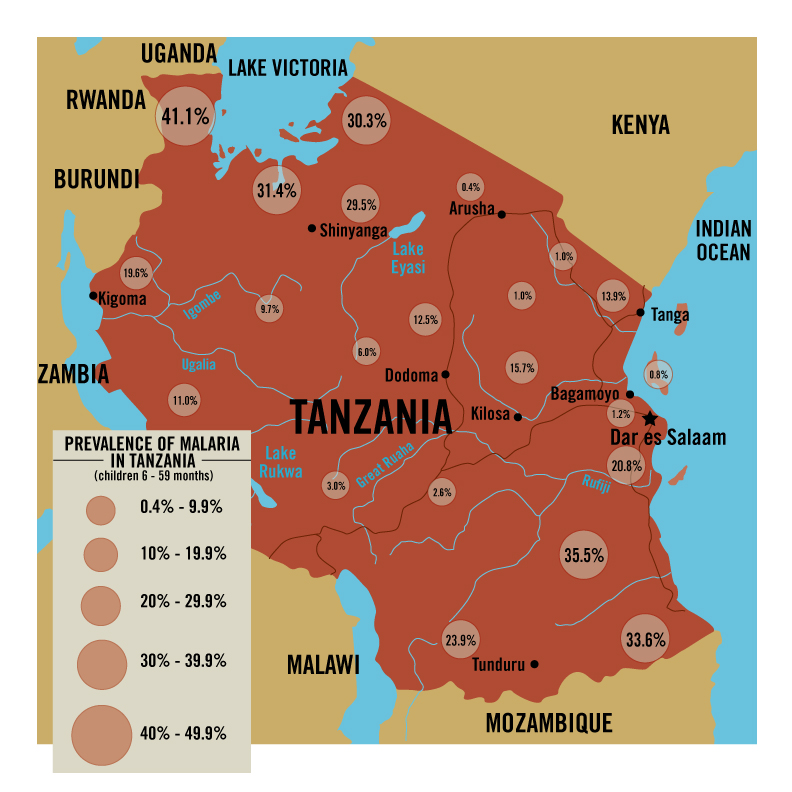 UGANDA
LAKE VICTORIA
RWANDA
41.1%
30.3%
KENYA
BURUNDI
31.4%
29.5%
0.4%
Arusha
Shinyanga
INDIAN
OCEAN
Lake
Eyasi
19.6%
1.0%
Kigoma
Igombe
9.7%
1.0%
13.9%
12.5%
Tanga
6.0%
Ugalia
ZAMBIA
Dodoma
15.7%
0.8%
11.0%
Bagamoyo
TANZANIA
Kilosa
1.2%
Dar es Salaam
PREVALENCE OF MALARIA
IN TANZANIA
(children 6 - 59 months)
0.4% - 9.9%
10% - 19.9%
20% - 29.9%
30% - 39.9%
40% - 49.9%
Lake
Rukwa
Great Ruaha
20.8%
3.0%
2.6%
Rufiji
35.5%
23.9%
33.6%
MALAWI
Tunduru
MOZAMBIQUE